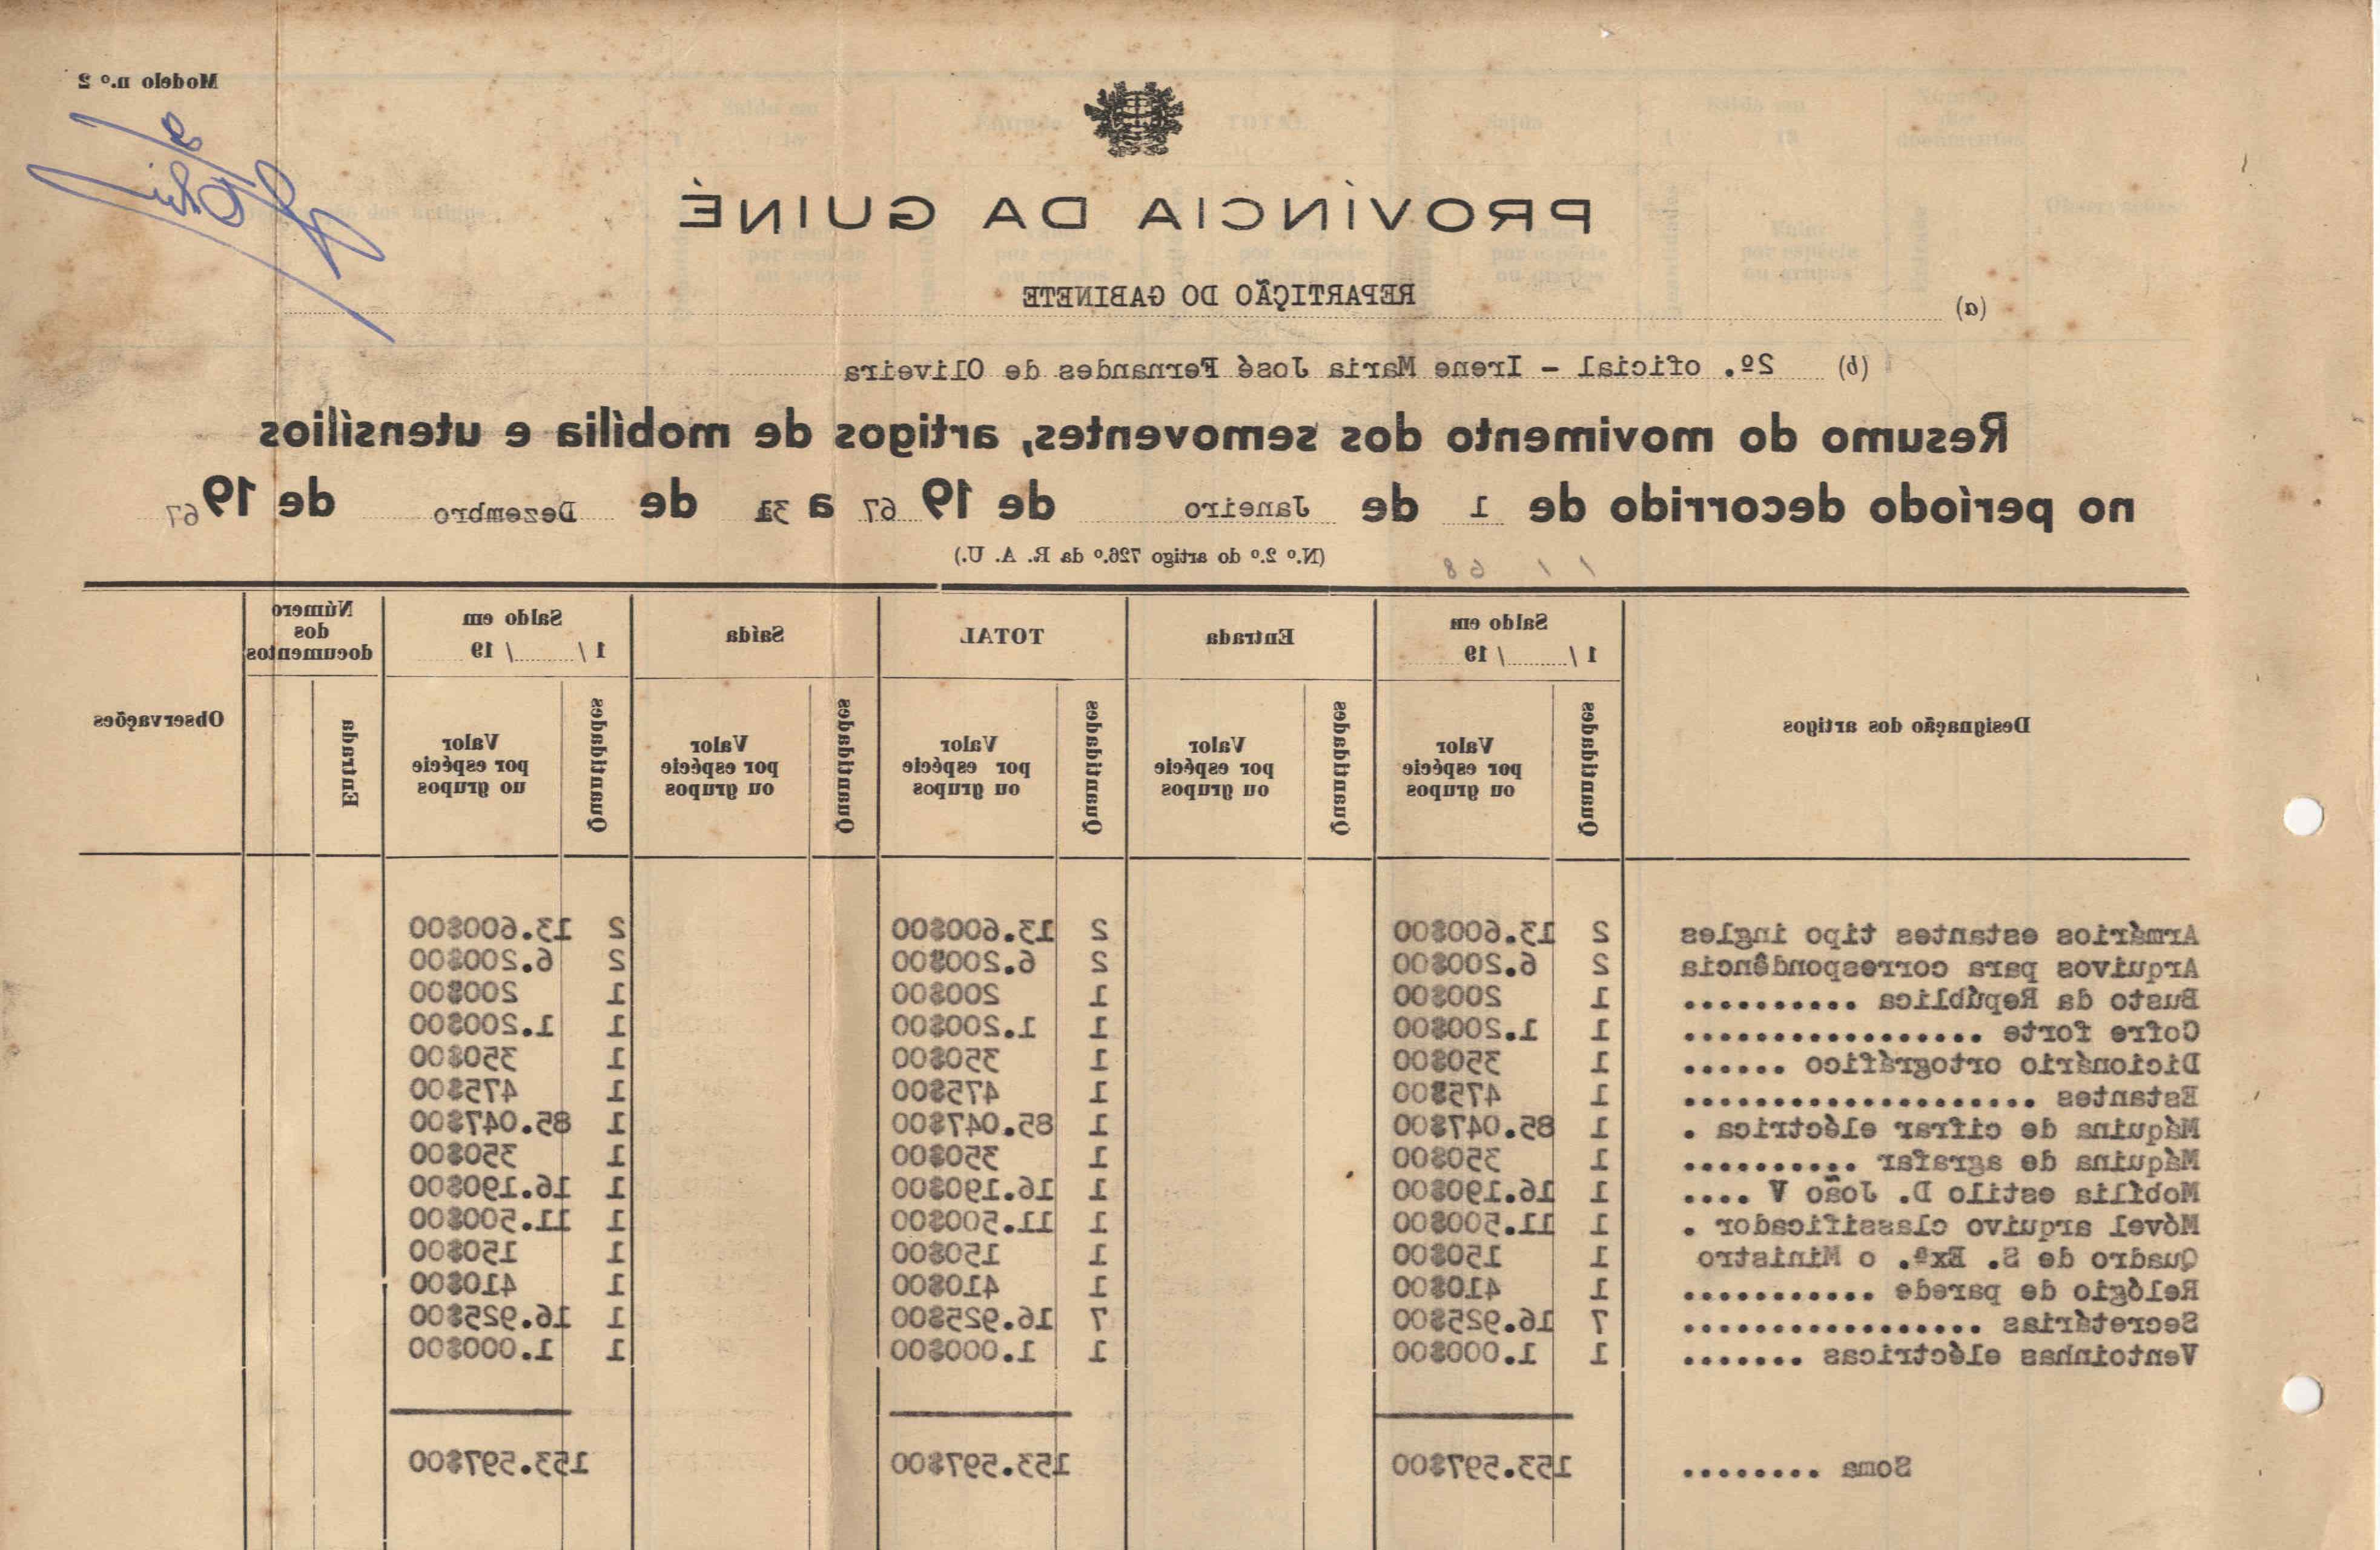 Modelo n.º 2
PROVÍNCIA DA GUINÉ
(a) REPARTIÇÃO DO GABINETE
(b) 2º. oficial - Irene Maria José Fernandes de Oliveira
Resumo do movimento dos semoventes, artigos de mobília e utensílios
no período decorrido de 1 de Janeiro de 1967 a 31 de Dezembro de 1967
(N.º 2.º do artigo 726.º da R. A. U.)
1 1 68
Designação dos artigos
Saldo em
1 / / 19
Entrada
TOTAL
Saída
Saldo em
1 / / 19
Número
dos
documentos
Observações
Quantidades
Valor
por espécie
ou grupos
Quantidades
Valor
por espécie
ou grupos
Quantidades
Valor
por espécie
ou grupos
Quantidades
Valor
por espécie
ou grupos
Quantidades
Valor
por espécie
ou grupos
Entrada
Armários estantes tipo ingles 2 13.600$00 2 13.600$00 2 13.600$00
Arquivos para correspondência 2 6.200$00 2 6.200$00 2 6.200$00
Busto da República .......... 1 200$00 1 200$00 1 200$00
Cofre forte ................. 1 1.200$00 1 1.200$00 1 1.200$00
Dicionário ortográfico ...... 1 350$00 1 350$00 1 350$00
Estantes .................... 1 475$00 1 475$00 1 475$00
Máquina de cifrar eléctrica . 1 85.047$00 1 85.047$00 1 85.047$00
Máquina de agrafar .......... 1 350$00 1 350$00 1 350$00
Mobília estilo D. João V .... 1 16.190$00 1 16.190$00 1 16.190$00
Móvel arquivo classificador . 1 11.500$00 1 11.500$00 1 11.500$00
Quadro de S. Exª. o Ministro 1 150$00 1 150$00 1 150$00
Relógio de parede ........... 1 410$00 1 410$00 1 410$00
Secretárias ................. 7 16.925$00 7 16.925$00 1 16.925$00
Ventoinhas eléctricas ....... 1 1.000$00 1 1.000$00 1 1.000$00
Soma ........ 153.597$00 153.597$00 153.597$00